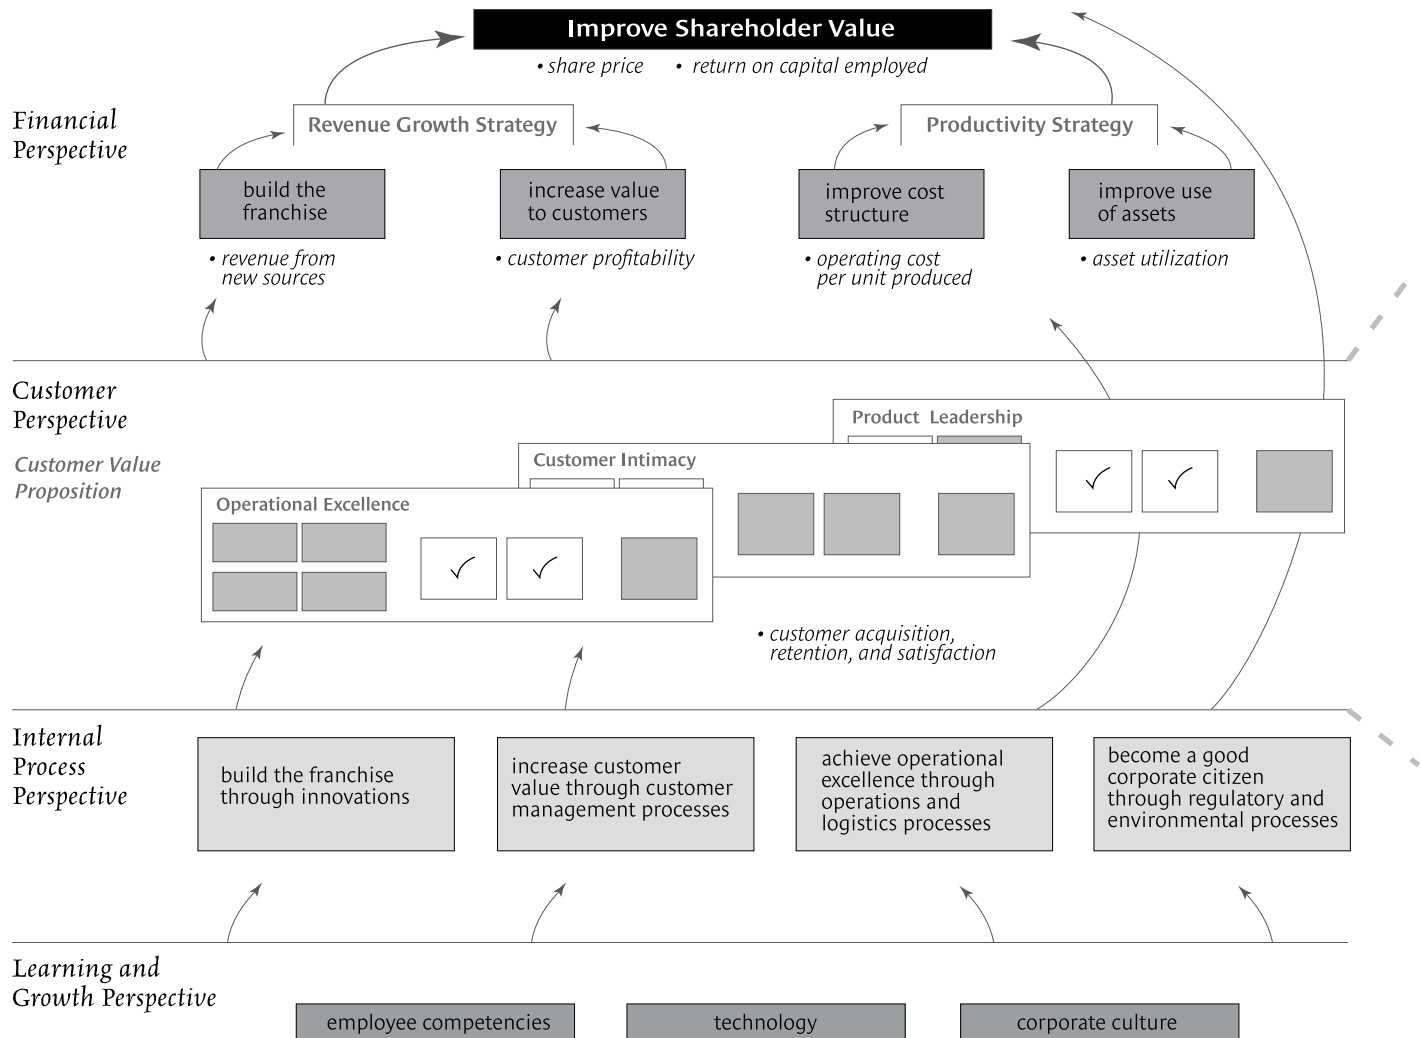 Improve Shareholder Value
• share price • return on capital employed
Financial
Perspective
Revenue Growth Strategy
Productivity Strategy
build the
franchise
increase value
to customers
improve cost
structure
improve use
of assets
• revenue from
new sources
• customer profitability
• operating cost
per unit produced
• asset utilization
Customer
Perspective
Customer Value
Proposition
Product Leadership
Customer Intimacy
Operational Excellence
• customer acquisition,
retention, and satisfaction
Internal
Process
Perspective
build the franchise
through innovations
increase customer
value through customer
management processes
achieve operational
excellence through
operations and
logistics processes
become a good
corporate citizen
through regulatory and
environmental processes
Learning and
Growth Perspective
employee competencies
technology
corporate culture